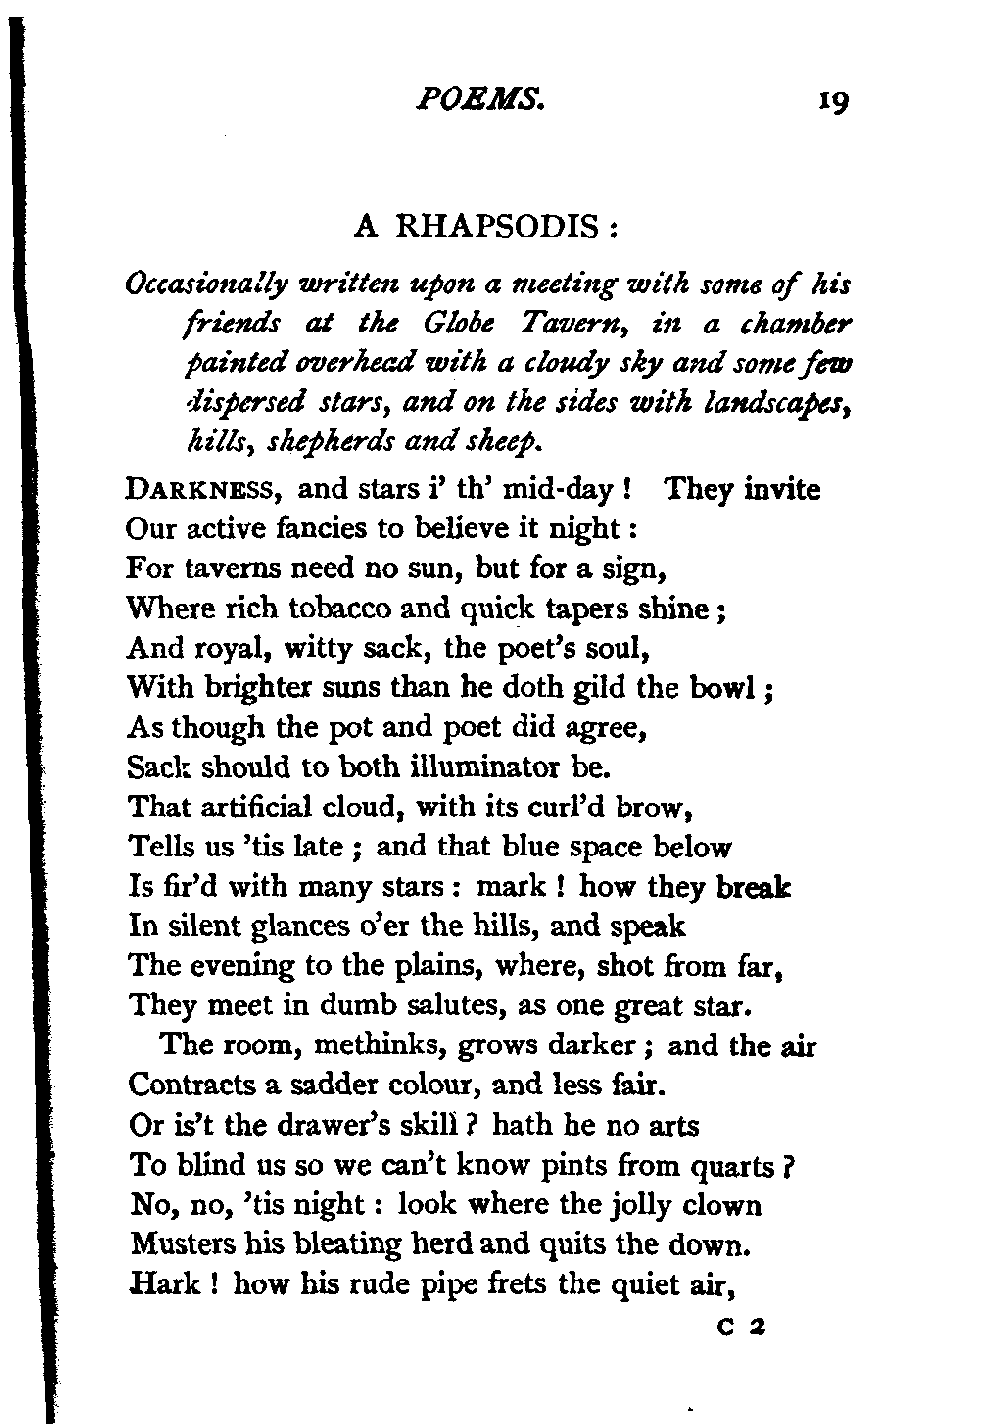 POEMS. 19
A RHAPSODIS :
Occasionally written upon a meeting with some of his
friends at the Globe Tavern, in a chamber
painted overhead with a cloudy sky and some few
dispersed stars, and on the sides with landscapes,
hills, shepherds and sheep.
DARKNESS, and stars i' th' mid-day ! They invite
Our active fancies to believe it night :
For taverns need no sun, but for a sign,
Where rich tobacco and quick tapers shine ;
And royal, witty sack, the poet's soul,
With brighter suns than he doth gild the bowl ;
As though the pot and poet did agree,
Sack should to both illuminator be.
That artificial cloud, with its curl'd brow,
Tells us 'tis late ; and that blue space below
Is fir'd with many stars : mark ! how they break
In silent glances o'er the hills, and speak
The evening to the plains, where, shot from far,
They meet in dumb salutes, as one great star.
The room, methinks, grows darker ; and the air
Contracts a sadder colour, and less fair.
Or is't the drawer's skill ? hath he no arts
To blind us so we can't know pints from quarts ?
No, no, 'tis night : look where the jolly clown
Musters his bleating herd and quits the down.
Hark ! how his rude pipe frets the quiet air,
C 2